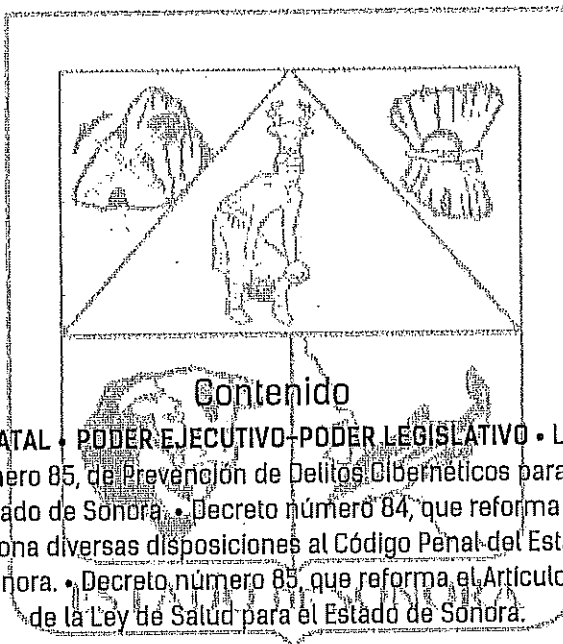 Contenido
ATAL • PODER EJECUTIVO-PODER LEGISLATIVO • L
ero 85, de Prevención de Delitos Cibernéticos para
ado de Sonora. • Decreto número 84, que reforma
ona diversas disposiciones al Código Penal del Est
nora. • Decreto número 85, que reforma el Artículo
de la Ley de Salud para el Estado de Sonora.